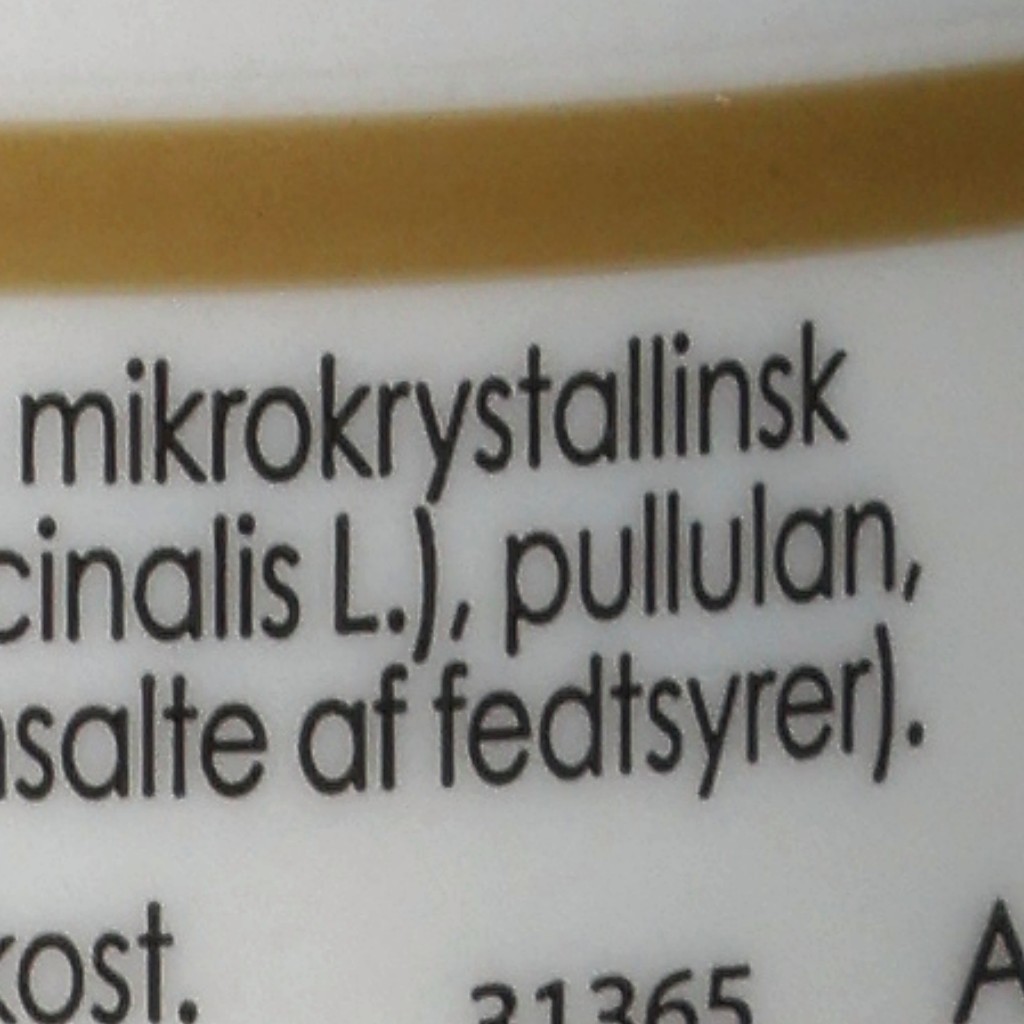 mikrokrystallinsk
cinalis L.), pullulan,
salte af fedtsyrer).
kost. 31365 A